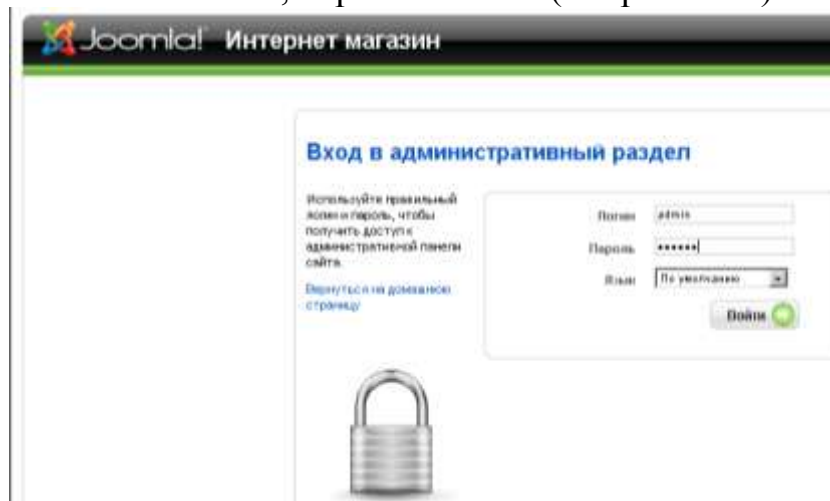 Joomla! Интернет магазин
Вход в административный раздел
Используйте правильный
логин и пароль, чтобы
получить доступ к
административной панели
сайта.
Вернуться на домашнюю
страницу
Логин admin
Пароль ••••••
Язык По умолчанию
Войти